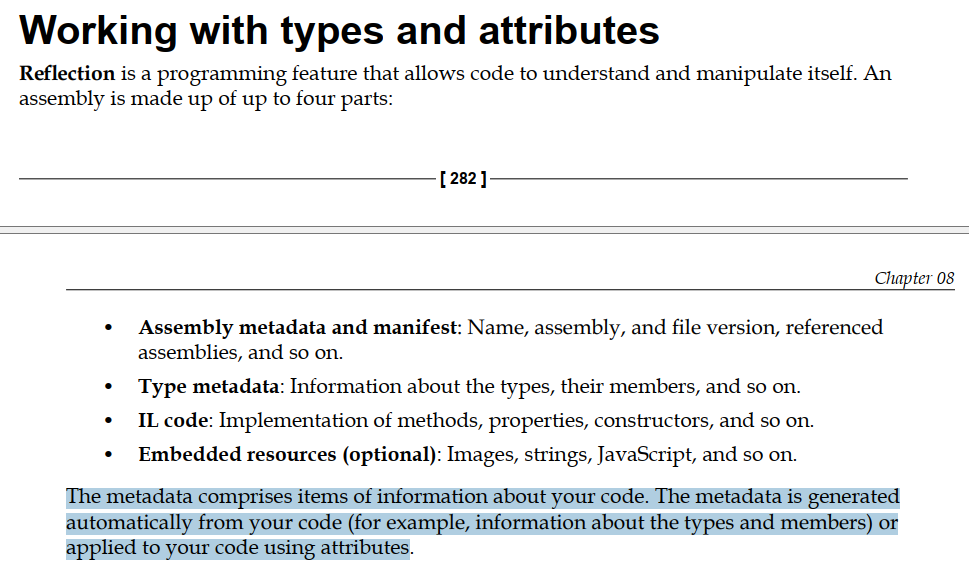 Working with types and attributes
Reflection is a programming feature that allows code to understand and manipulate itself. An
assembly is made up of up to four parts:
[ 282 ]
Chapter 08
• Assembly metadata and manifest: Name, assembly, and file version, referenced
assemblies, and so on.
• Type metadata: Information about the types, their members, and so on.
• IL code: Implementation of methods, properties, constructors, and so on.
• Embedded resources (optional): Images, strings, JavaScript, and so on.
The metadata comprises items of information about your code. The metadata is generated
automatically from your code (for example, information about the types and members) or
applied to your code using attributes.